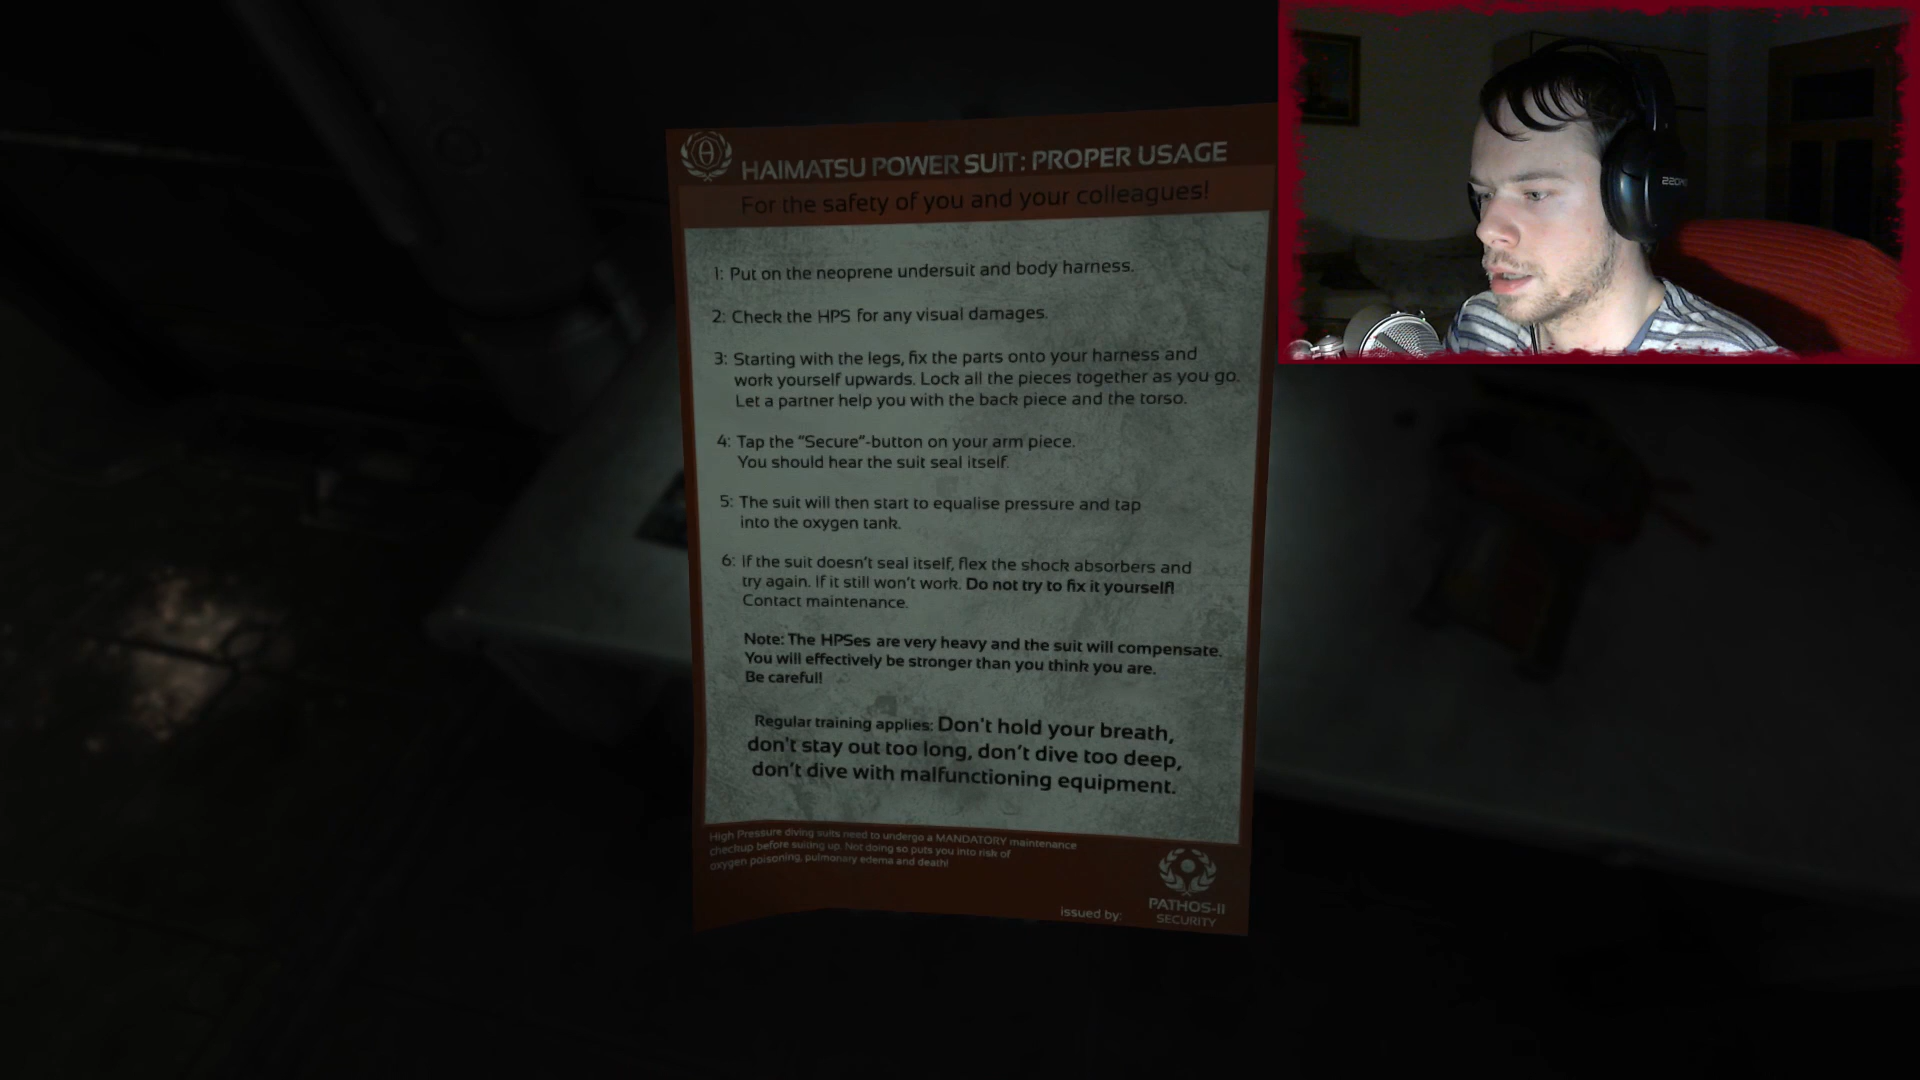 HAIMATSU POWER SUIT: PROPER USAGE
For the safety of you and your colleagues!
1: Put on the neoprene undersuit and body harness.
2: Check the HPS for any visual damages.
3: Starting with the legs, fix the parts onto your harness and
work yourself upwards. Lock all the pieces together as you go.
Let a partner help you with the back piece and the torso.
4: Tap the "Secure"-button on your arm piece.
You should hear the suit seal itself.
5: The suit will then start to equalise pressure and tap
into the oxygen tank.
6: If the suit doesn't seal itself, flex the shock absorbers and
try again. If it still won't work. Do not try to fix it yourself!
Contact maintenance.
Note: The HPSes are very heavy and the suit will compensate.
You will effectively be stronger than you think you are.
Be careful!
Regular training applies: Don't hold your breath,
don't stay out too long, don't dive too deep,
don't dive with malfunctioning equipment.
High Pressure diving suits need to undergo a MANDATORY maintenance
checkup before suiting up. Not doing so puts you into risk of
oxygen poisoning, pulmonary edema and death!
issued by:
PATHOS-II
SECURITY